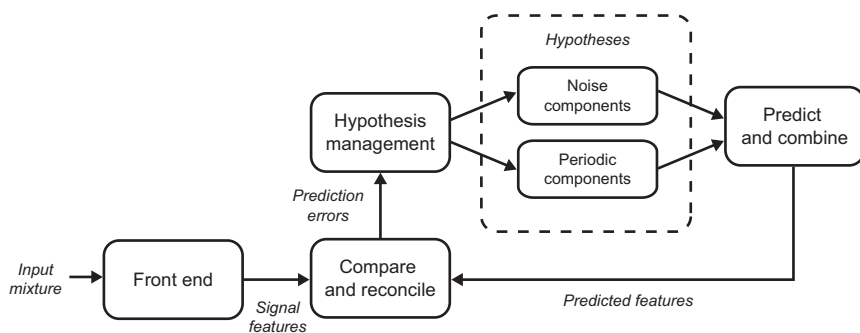 Hypotheses
Noise
components
Hypothesis
management
Predict
and combine
Periodic
components
Prediction
errors
Input
mixture
Front end
Signal
features
Compare
and reconcile
Predicted features